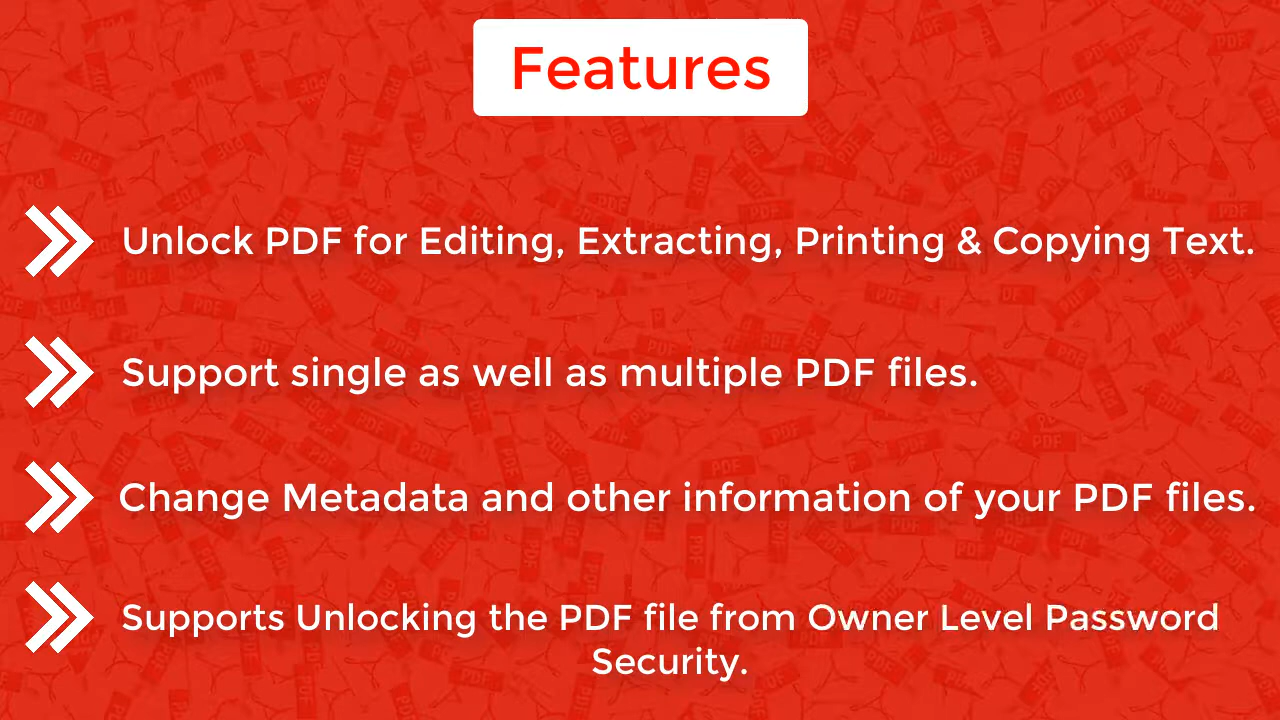 Features
Unlock PDF for Editing, Extracting, Printing & Copying Text.
Support single as well as multiple PDF files.
Change Metadata and other information of your PDF files.
Supports Unlocking the PDF file from Owner Level Password
Security.